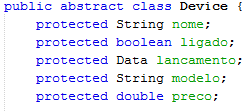 public abstract class Device {
protected String nome;
protected boolean ligado;
protected Data lancamento;
protected String modelo;
protected double preco;